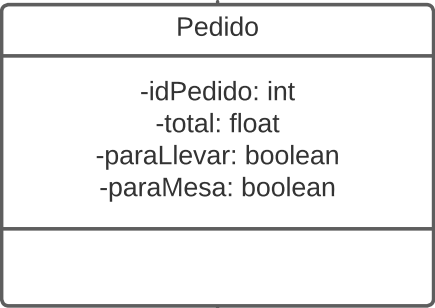 Pedido
-idPedido: int
-total: float
-paraLlevar: boolean
-paraMesa: boolean